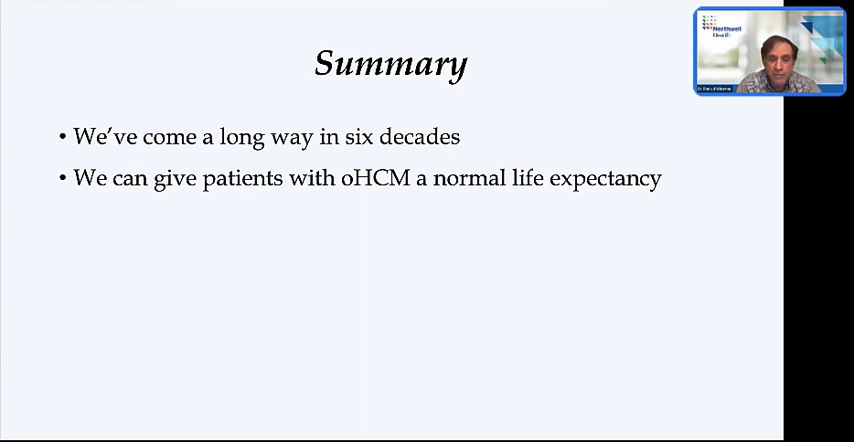 Summary
• We've come a long way in six decades
• We can give patients with oHCM a normal life expectancy
Northwell
Health